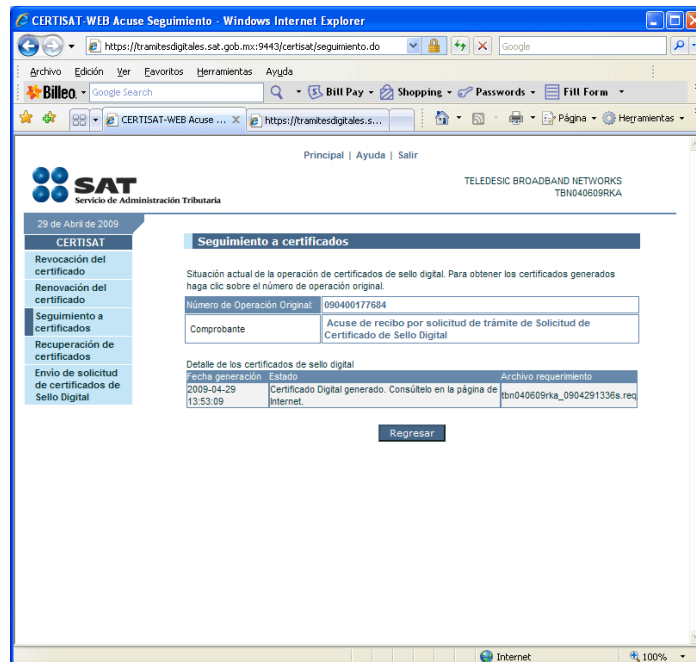 CERTISAT-WEB Acuse Seguimiento - Windows Internet Explorer
https://tramitesdigitales.sat.gob.mx:9443/certisat/seguimiento.do
Google
Archivo Edición Ver Favoritos Herramientas Ayuda
Billeo. Google Search Bill Pay Shopping Passwords Fill Form
CERTISAT-WEB Acuse ... X https://tramitesdigitales.s... Página Herramientas
Principal | Ayuda | Salir
SAT
Servicio de Administración Tributaria
TELEDESIC BROADBAND NETWORKS
TBN040609RKA
29 de Abril de 2009
CERTISAT
Revocación del
certificado
Renovación del
certificado
Seguimiento a
certificados
Recuperación de
certificados
Envío de solicitud
de certificados de
Sello Digital
Seguimiento a certificados
Situación actual de la operación de certificados de sello digital. Para obtener los certificados generados
haga clic sobre el número de operación original.
Número de Operación Original: 090400177684
Comprobante Acuse de recibo por solicitud de trámite de Solicitud de
Certificado de Sello Digital
Detalle de los certificados de sello digital
Fecha generación Estado Archivo requerimiento
2009-04-29 Certificado Digital generado. Consúltelo en la página de tbn040609rka_0904291336s.req
13:53:09 Internet.
Regresar
Internet 100%